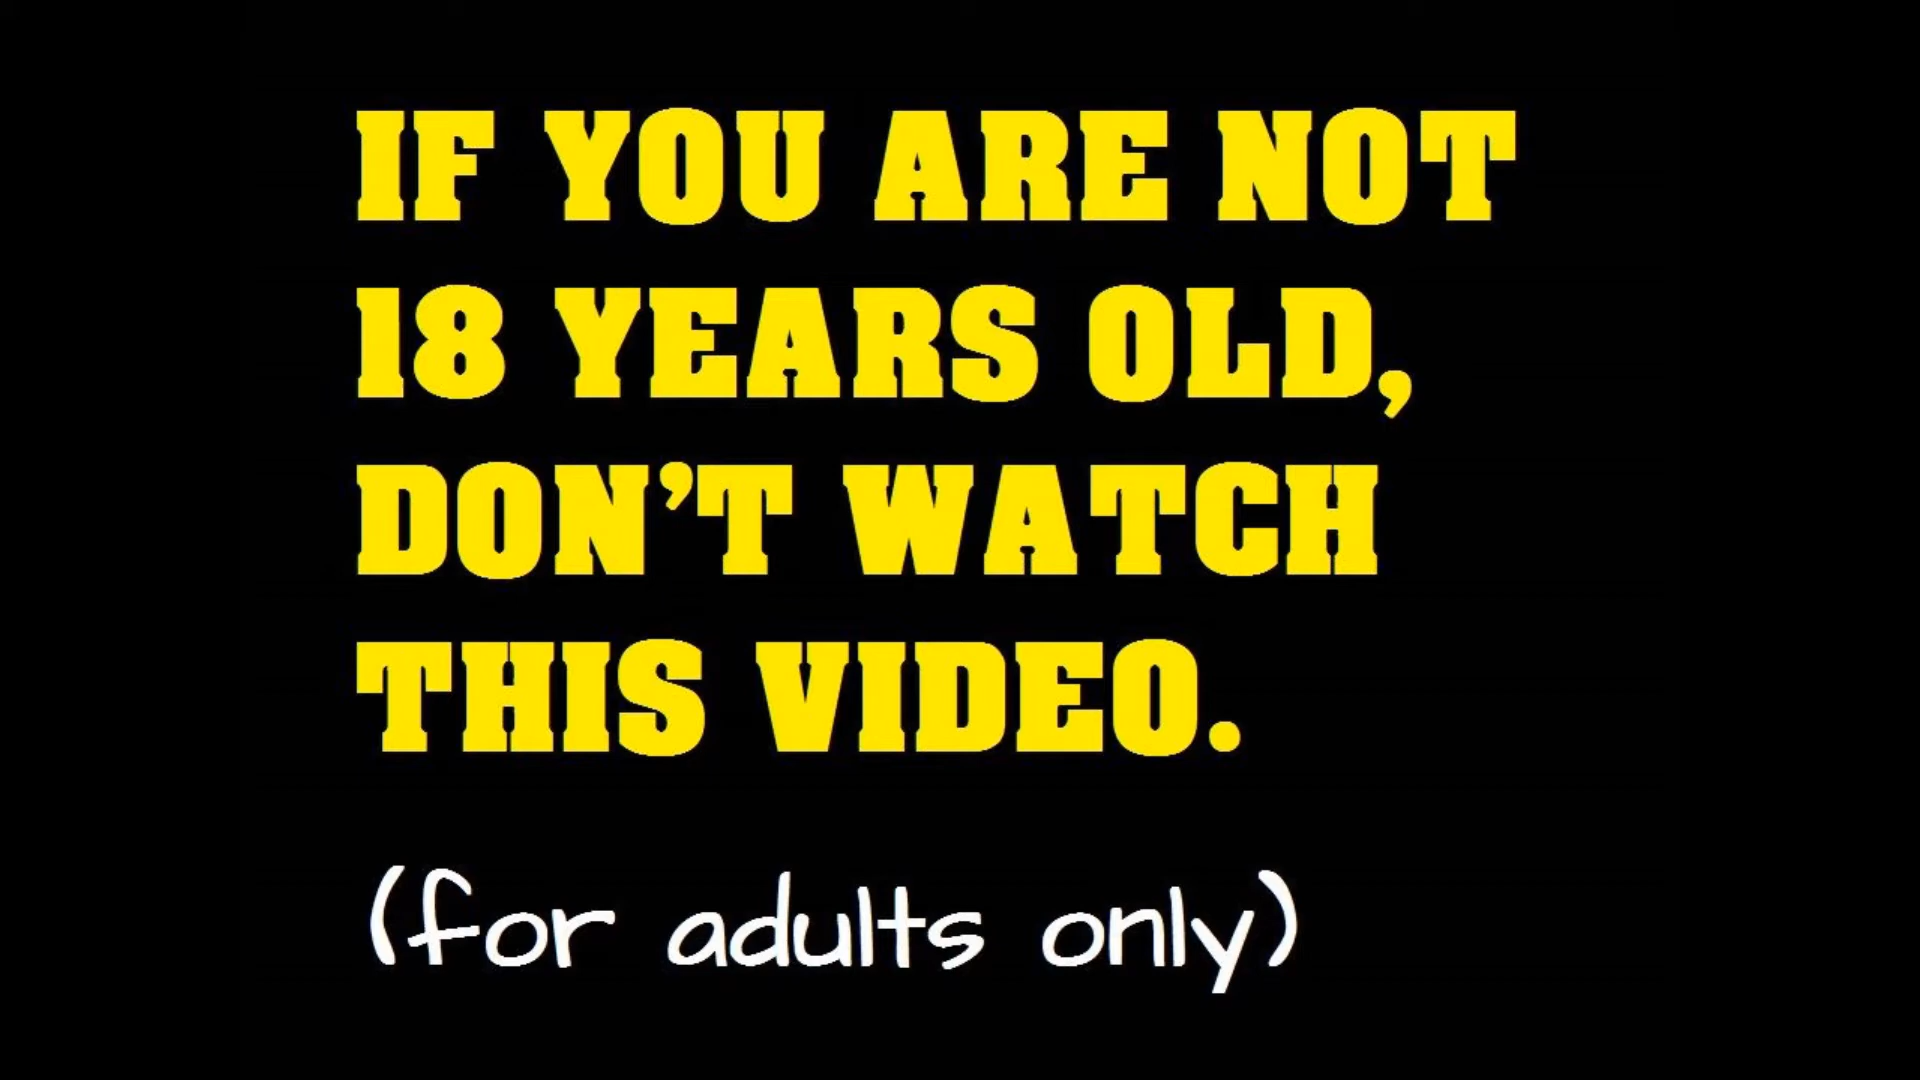 IF YOU ARE NOT
18 YEARS OLD,
DON'T WATCH
THIS VIDEO.
(for adults only)